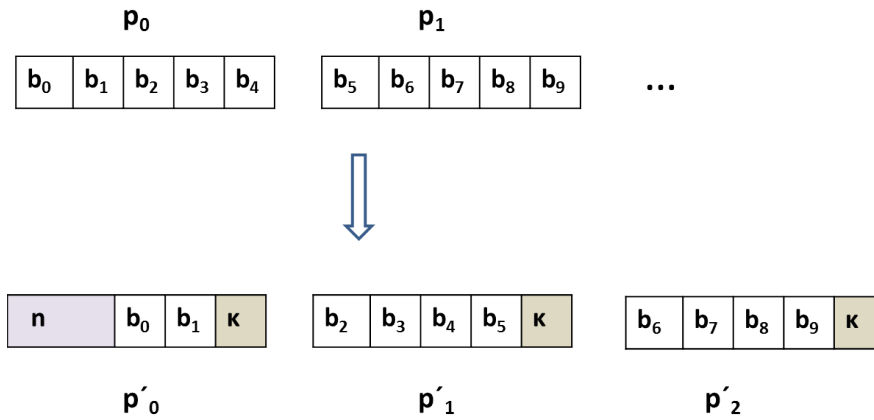 p₀ p₁
b₀ b₁ b₂ b₃ b₄ b₅ b₆ b₇ b₈ b₉ ...
n b₀ b₁ κ b₂ b₃ b₄ b₅ κ b₆ b₇ b₈ b₉ κ
p´₀ p´₁ p´₂